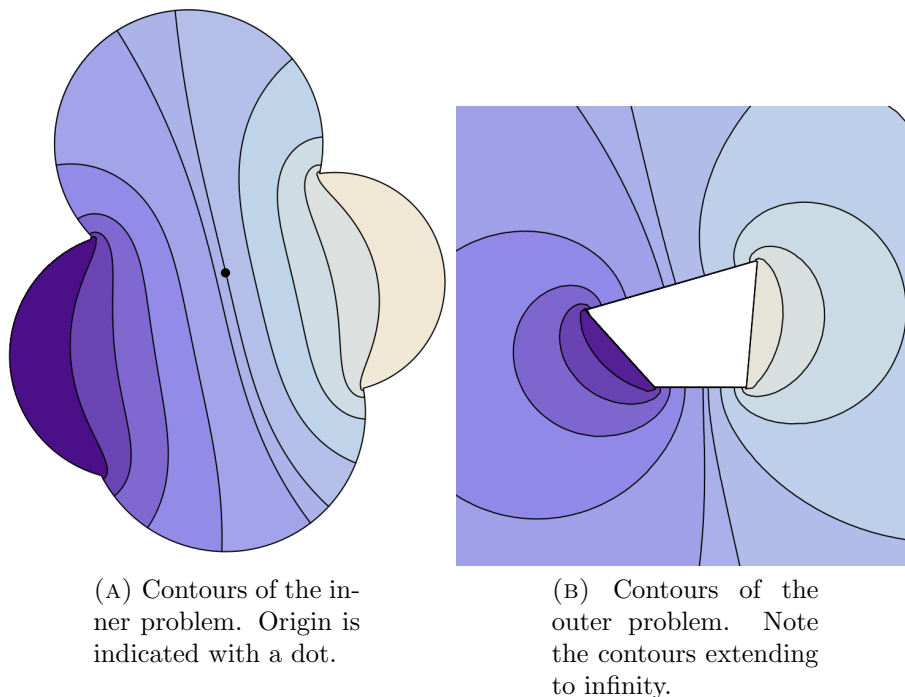 (A) Contours of the in-
ner problem. Origin is
indicated with a dot.
(B) Contours of the
outer problem. Note
the contours extending
to infinity.